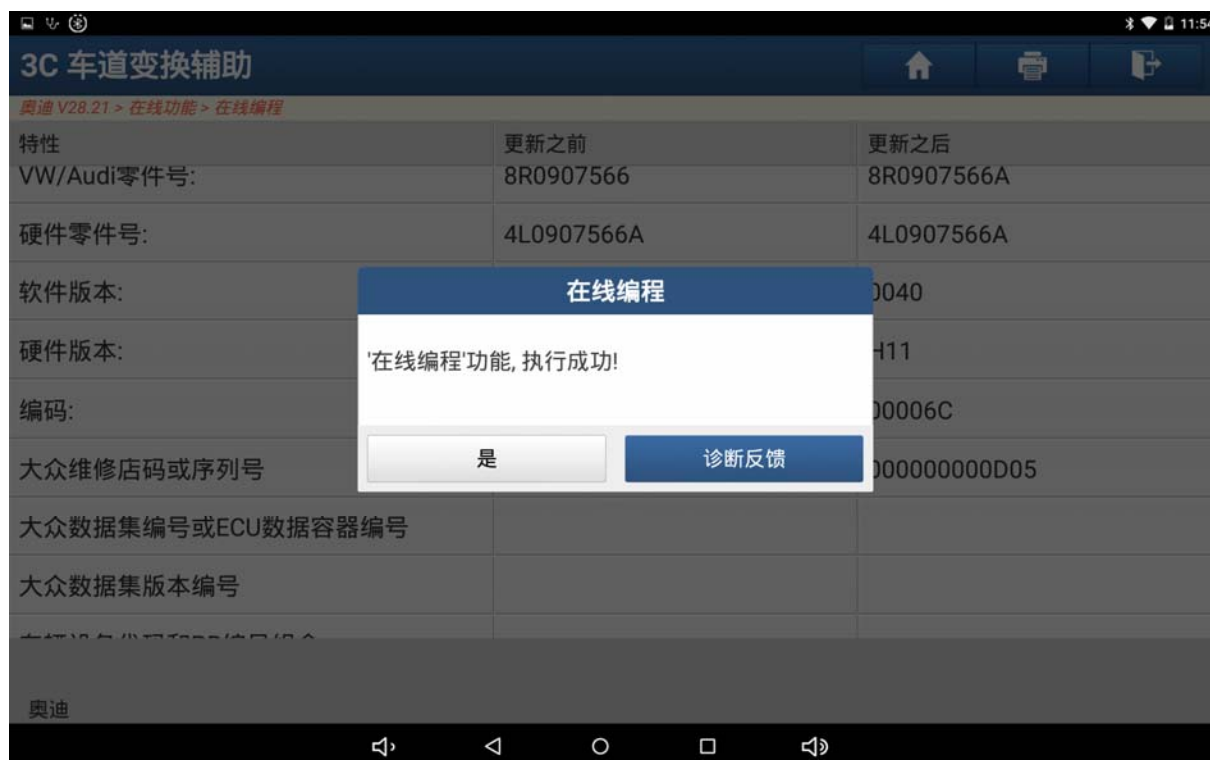 11:54
3C 车道变换辅助
奥迪 V28.21 > 在线功能 > 在线编程
特性 更新之前 更新之后
VW/Audi零件号: 8R0907566 8R0907566A
硬件零件号: 4L0907566A 4L0907566A
软件版本: 0040
在线编程
硬件版本: H11
'在线编程'功能, 执行成功!
编码: 00006C
是 诊断反馈
大众维修店码或序列号 000000000D05
大众数据集编号或ECU数据容器编号
大众数据集版本编号
奥迪